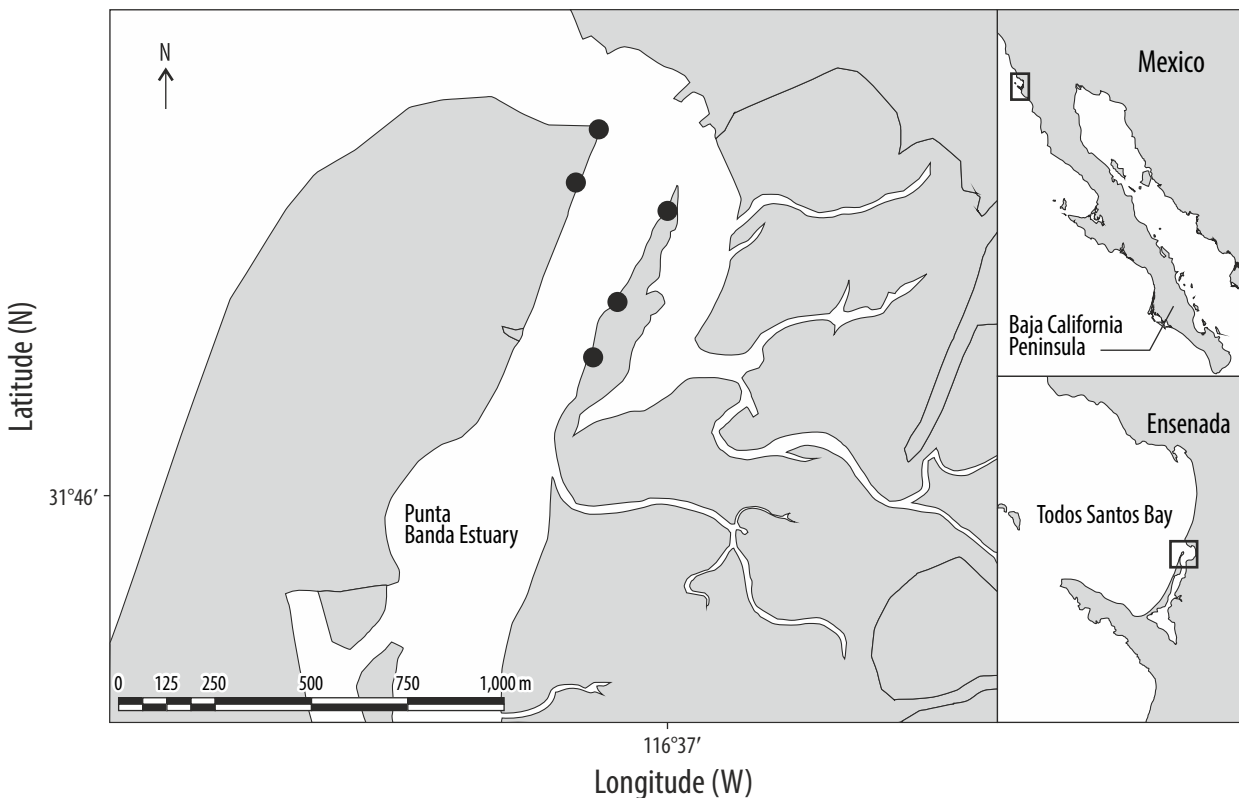 N
Latitude (N)
31°46′
Punta
Banda Estuary
0 125 250 500 750 1,000 m
116°37′
Longitude (W)
Mexico
Baja California
Peninsula
Ensenada
Todos Santos Bay